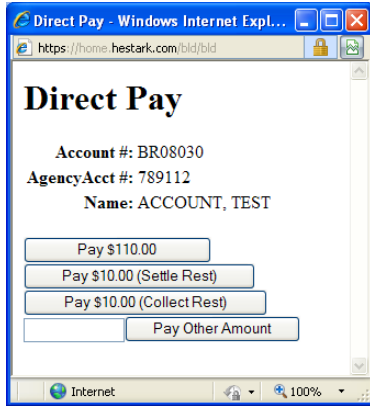 Direct Pay - Windows Internet Expl...
https://home.hestark.com/bld/bld
Direct Pay
Account #: BR08030
AgencyAcct #: 789112
Name: ACCOUNT, TEST
Pay $110.00
Pay $10.00 (Settle Rest)
Pay $10.00 (Collect Rest)
Pay Other Amount
Internet 100%